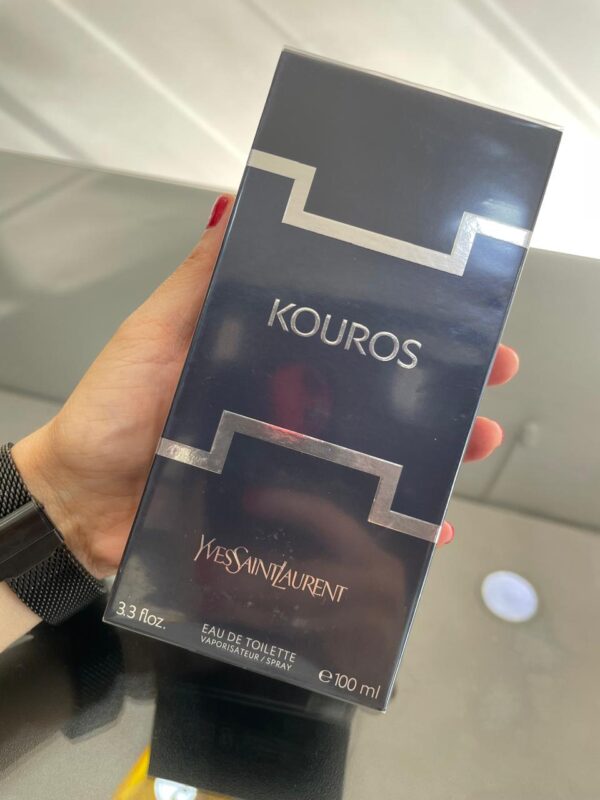 KOUROS
YVESSAINTLAURENT
3.3 fl oz.
EAU DE TOILETTE
VAPORISATEUR / SPRAY
e 100 ml